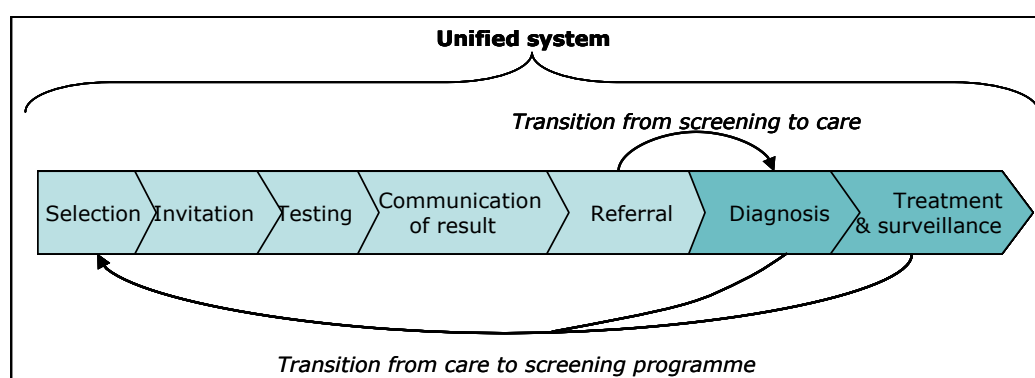 Unified system
Transition from screening to care
Selection
Invitation
Testing
Communication
of result
Referral
Diagnosis
Treatment
& surveillance
Transition from care to screening programme